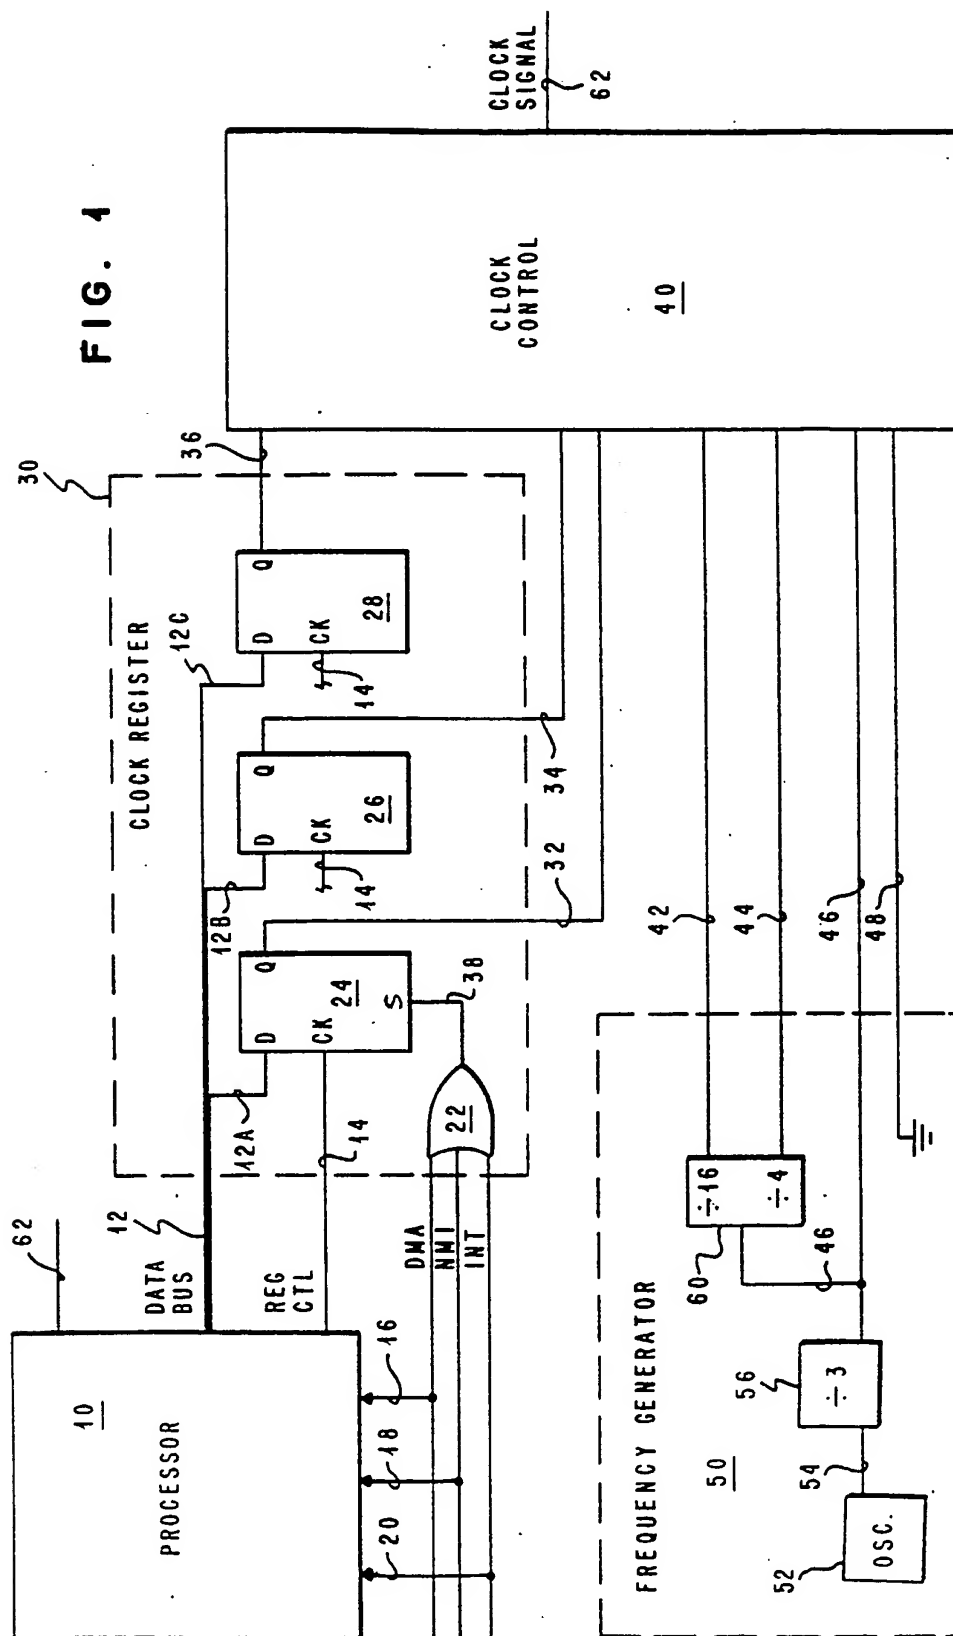 FIG. 1
62
PROCESSOR
10
DATA
BUS
12
REG
CTL
14
16
18
20
DMA
NMI
INT
22
38
CLOCK REGISTER
30
12A
D
Q
CK
24
S
12B
D
Q
CK
26
14
12C
D
Q
CK
28
14
36
34
32
CLOCK
CONTROL
40
CLOCK
SIGNAL
62
42
44
46
48
FREQUENCY GENERATOR
50
OSC.
52
54
÷3
56
46
60
÷16
÷4